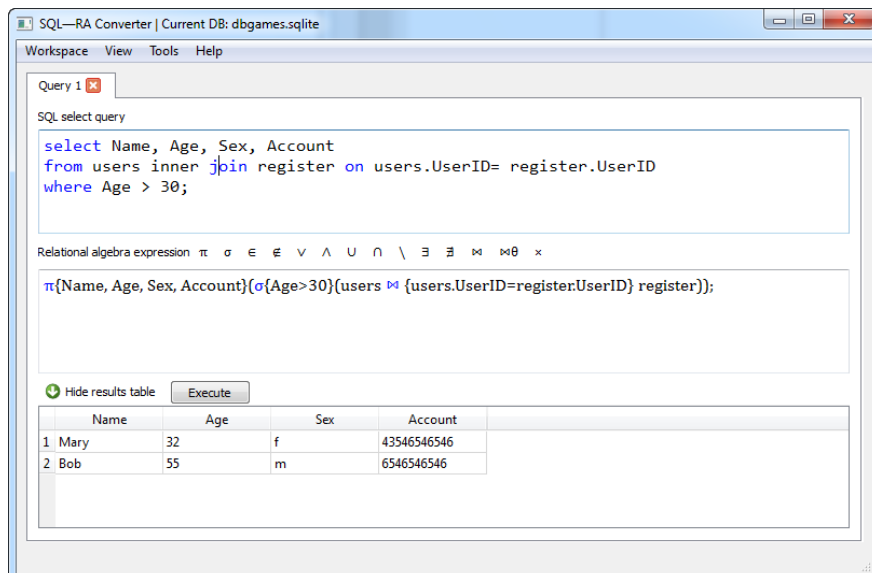 SQL—RA Converter | Current DB: dbgames.sqlite
Workspace View Tools Help
Query 1
SQL select query
select Name, Age, Sex, Account
from users inner join register on users.UserID= register.UserID
where Age > 30;
Relational algebra expression π σ ∈ ∉ ∨ ∧ ∪ ∩ \ ∃ ∄ ⋈ ⋈θ ×
π{Name, Age, Sex, Account}(σ{Age>30}(users ⋈ {users.UserID=register.UserID} register));
Hide results table Execute
Name Age Sex Account
1 Mary 32 f 43546546546
2 Bob 55 m 6546546546